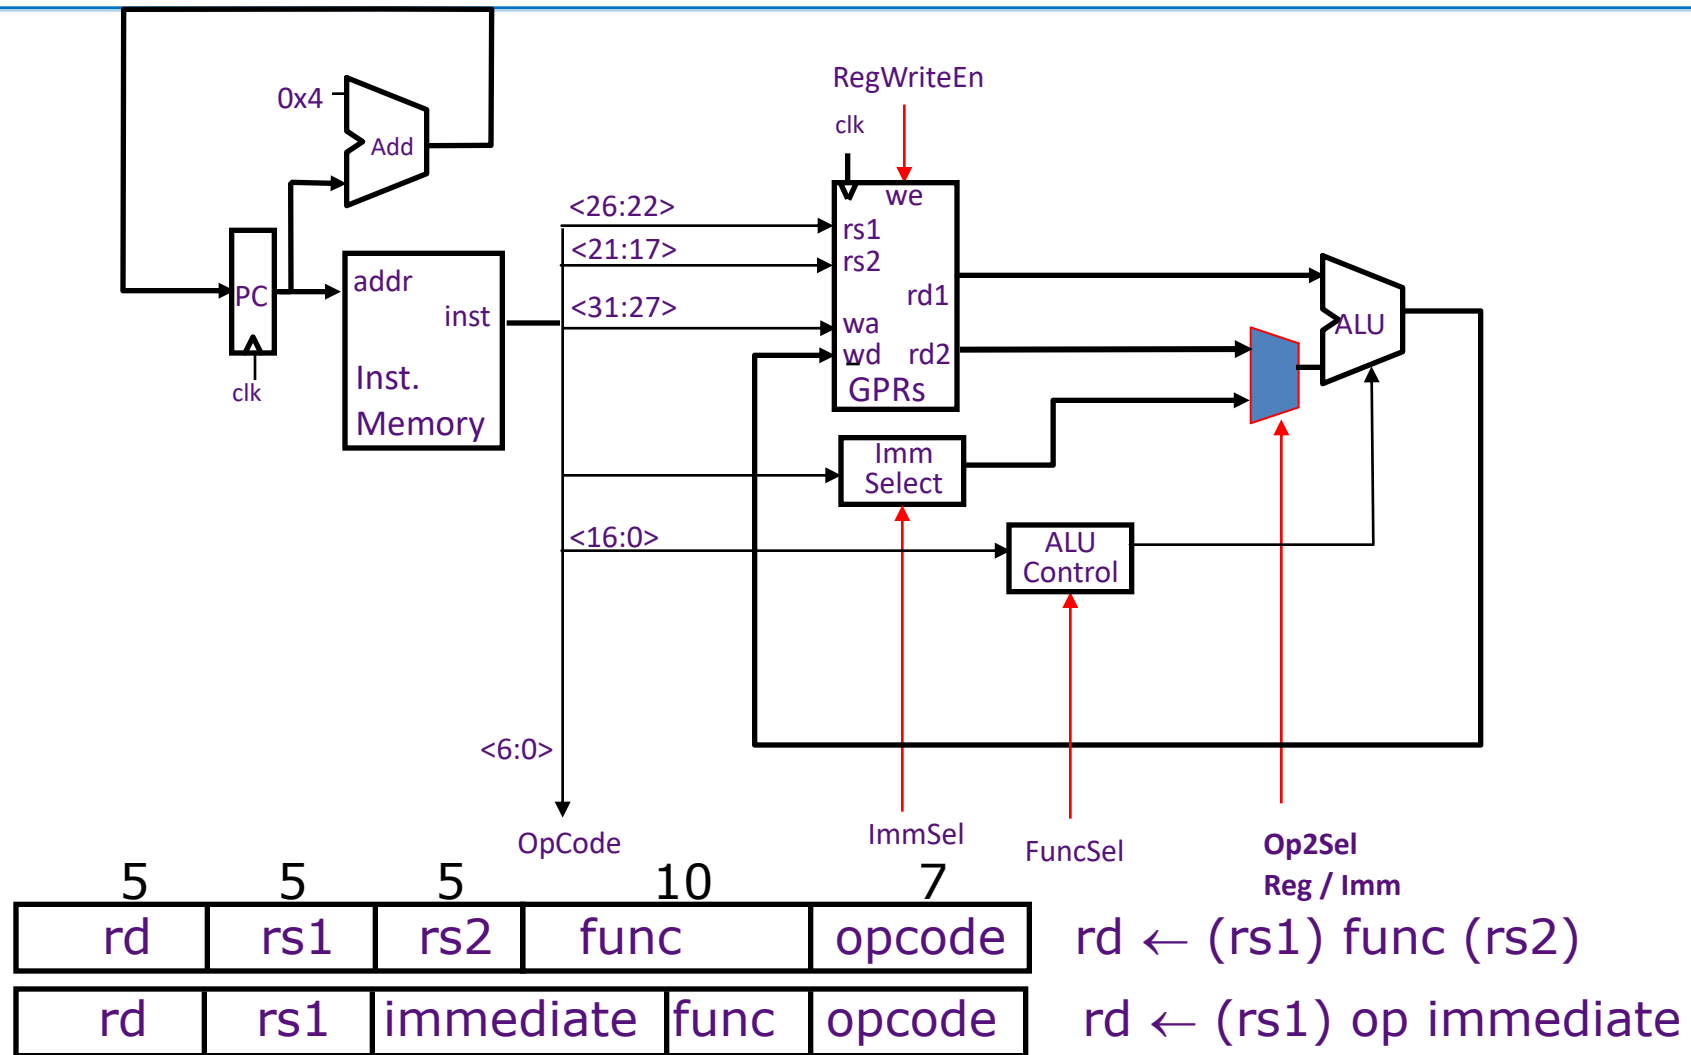 RegWriteEn
0x4
clk
Add
<26:22>
we
rs1
<21:17>
rs2
PC
addr
rd1
<31:27>
inst
wa
ALU
wd rd2
Inst.
GPRs
clk
Memory
Imm
Select
<16:0>
ALU
Control
<6:0>
OpCode
ImmSel
FuncSel
Op2Sel
Reg / Imm
5 5 5 10 7
rd rs1 rs2 func opcode rd ← (rs1) func (rs2)
rd rs1 immediate func opcode rd ← (rs1) op immediate